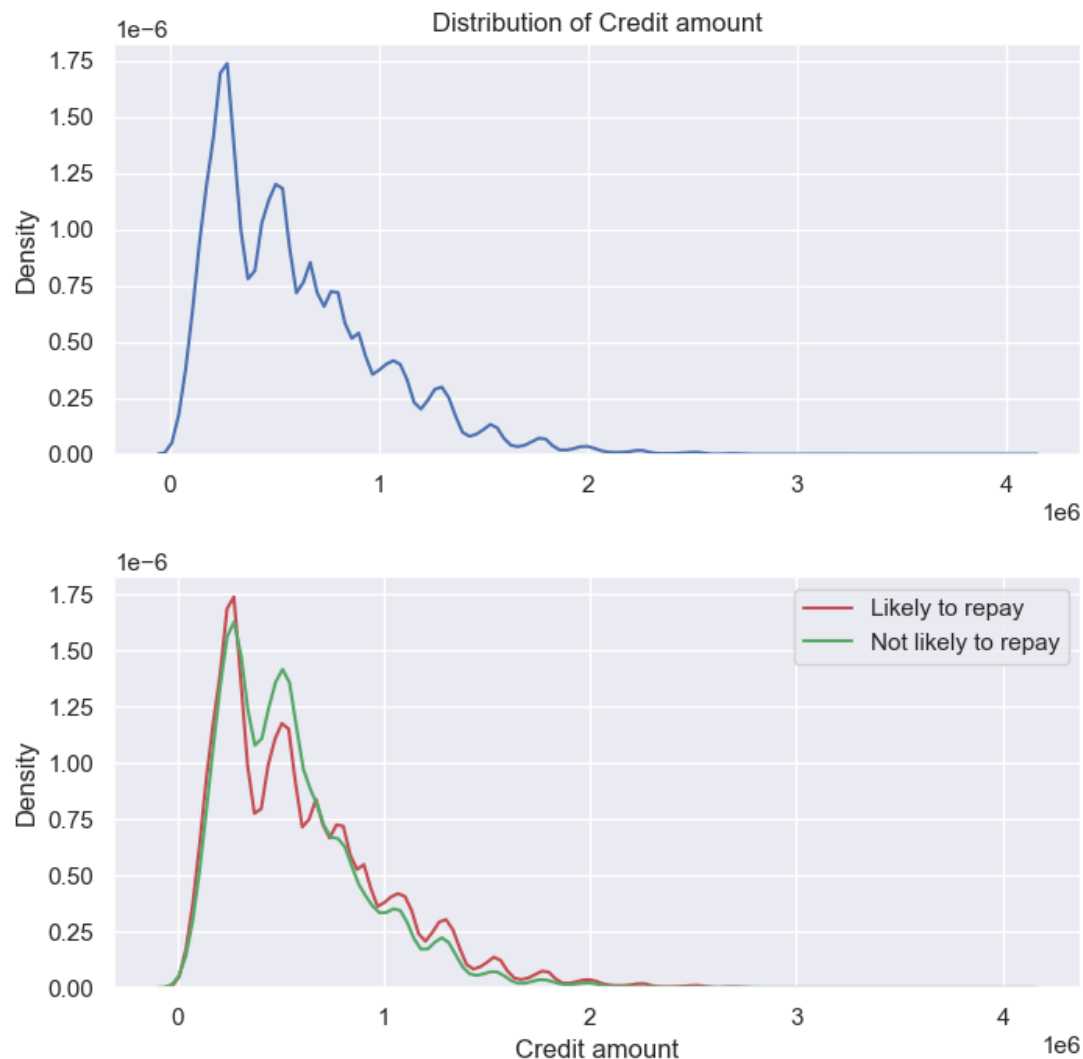 Distribution of Credit amount
1e−6
1.75
1.50
1.25
1.00
0.75
0.50
0.25
0.00
Density
0 1 2 3 4
1e6
1e−6
1.75
1.50
1.25
1.00
0.75
0.50
0.25
0.00
Density
Likely to repay
Not likely to repay
0 1 2 3 4
1e6
Credit amount